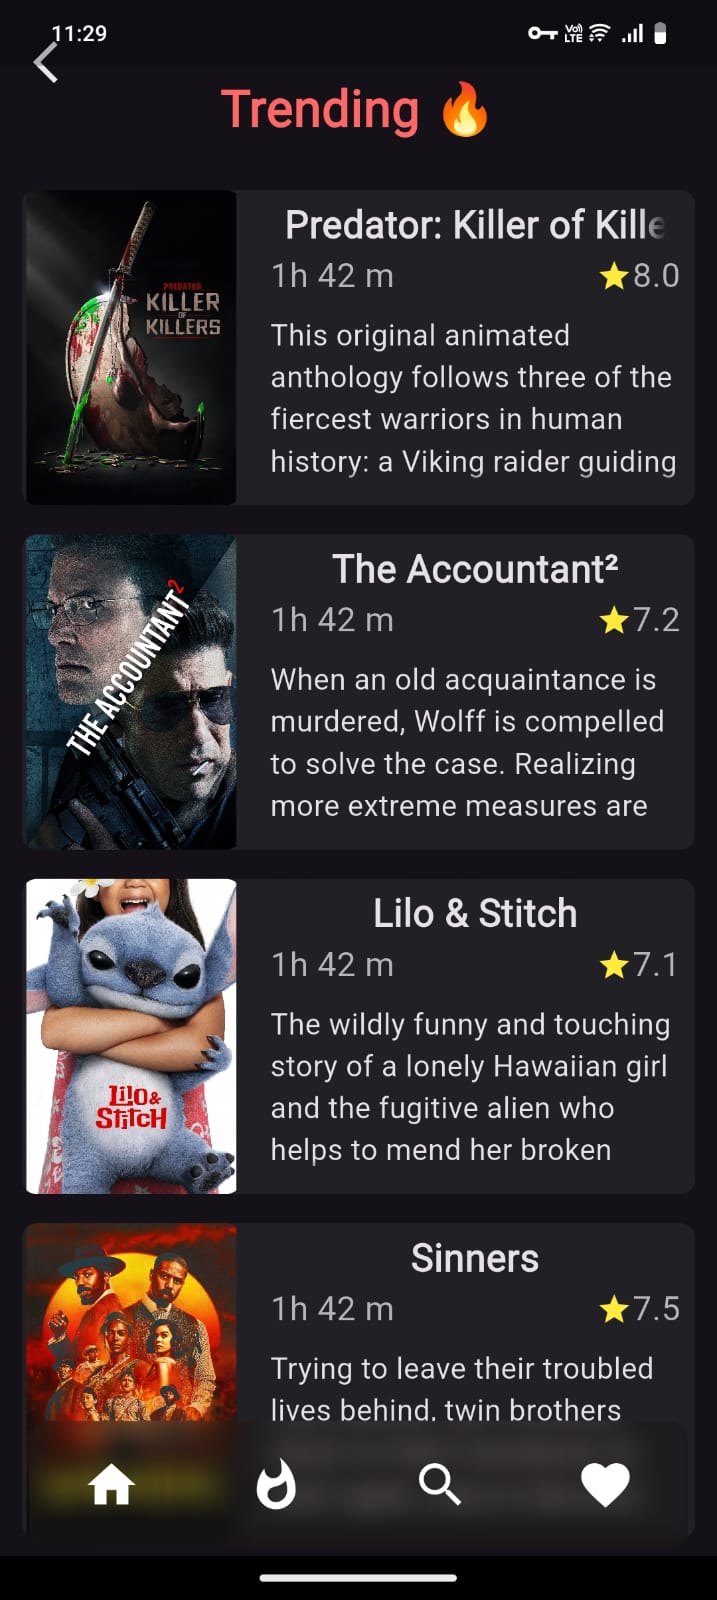 11:29
Vo) LTE
Trending 🔥
PREDATOR
KILLER
OF
KILLERS
Predator: Killer of Kille
1h 42 m ⭐8.0
This original animated
anthology follows three of the
fiercest warriors in human
history: a Viking raider guiding
THE ACCOUNTANT²
The Accountant²
1h 42 m ⭐7.2
When an old acquaintance is
murdered, Wolff is compelled
to solve the case. Realizing
more extreme measures are
Lilo &
Stitch
Lilo & Stitch
1h 42 m ⭐7.1
The wildly funny and touching
story of a lonely Hawaiian girl
and the fugitive alien who
helps to mend her broken
Sinners
1h 42 m ⭐7.5
Trying to leave their troubled
lives behind, twin brothers